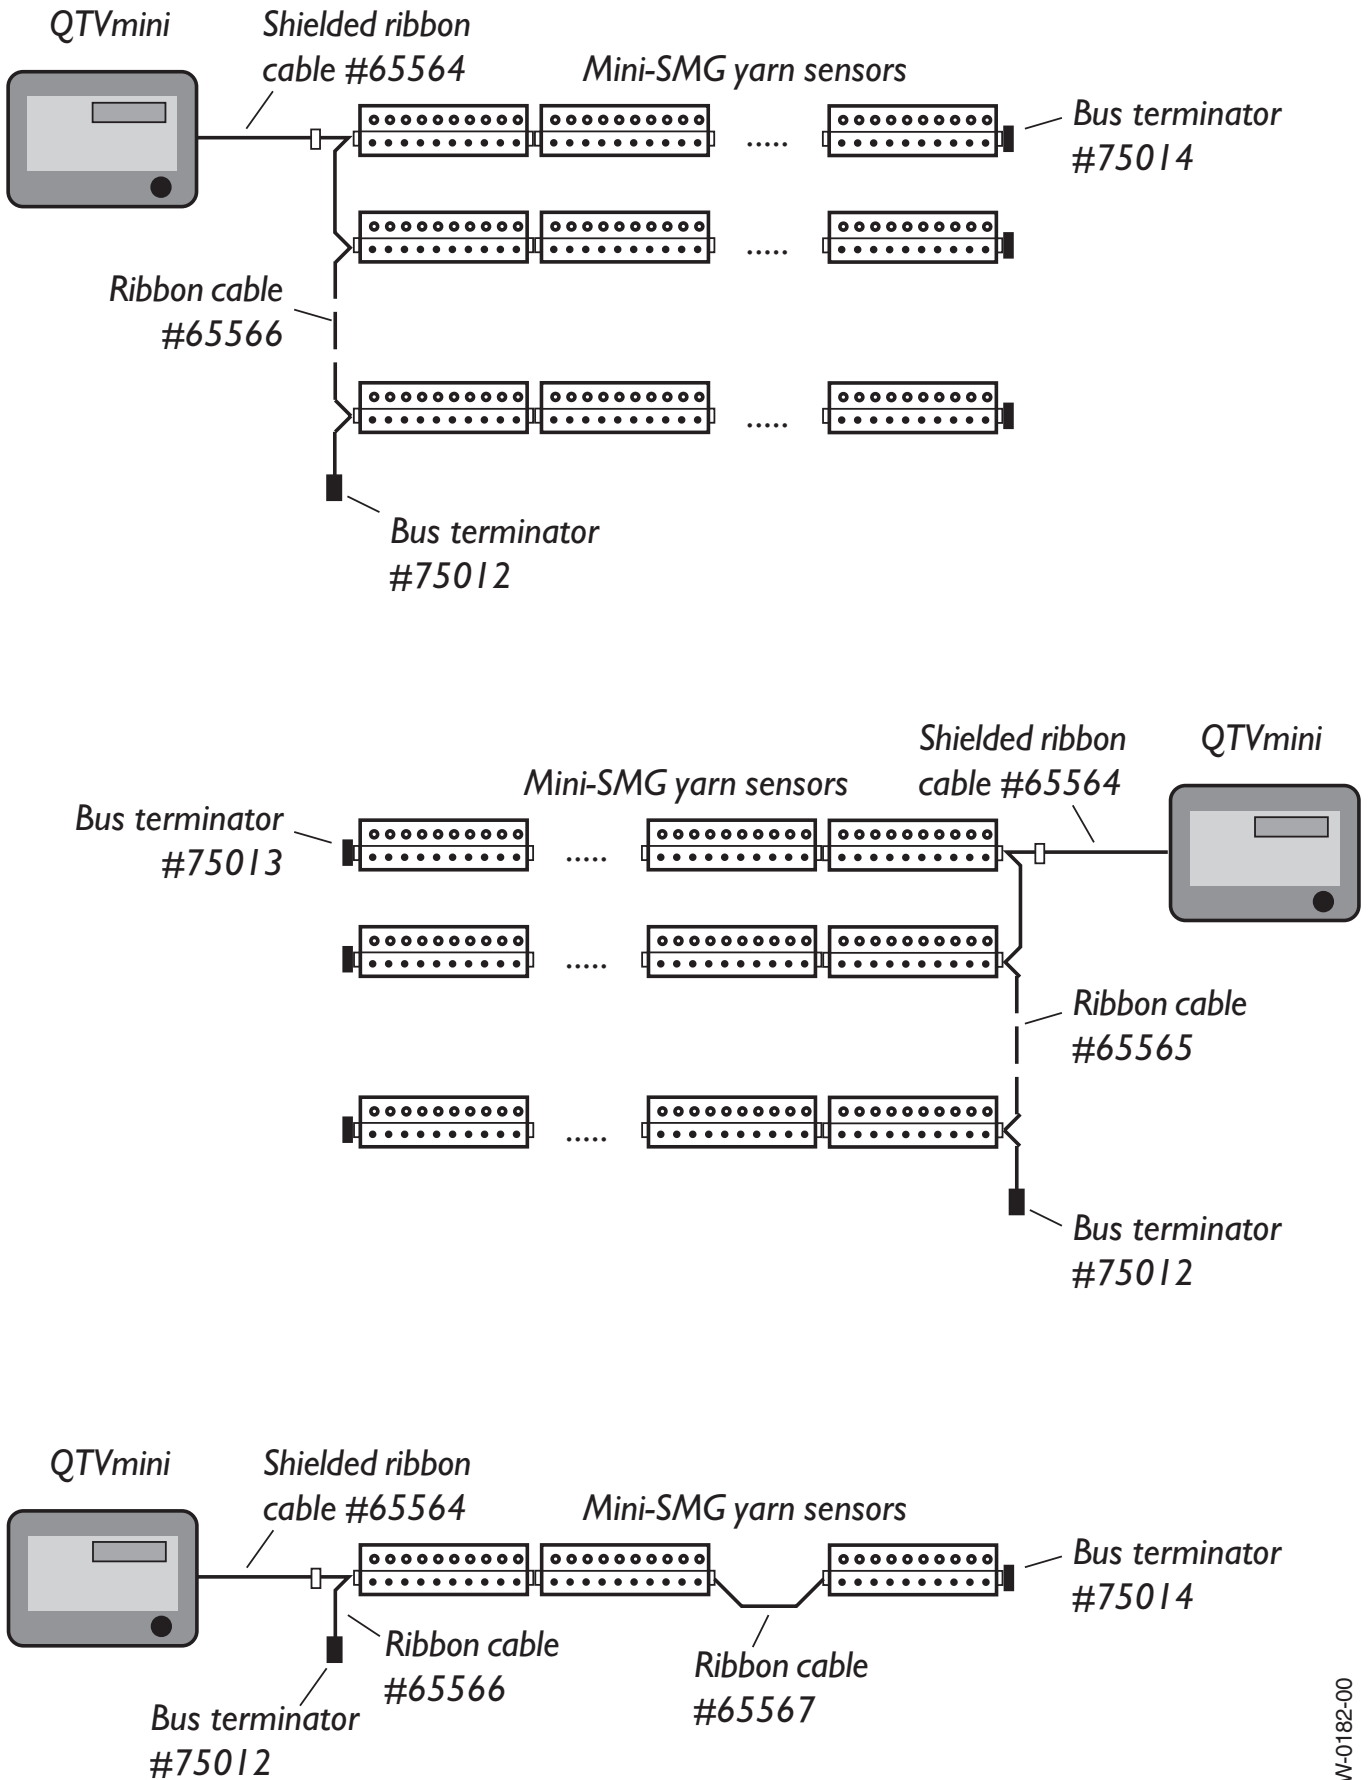 QTVmini
Shielded ribbon
cable #65564
Mini-SMG yarn sensors
Bus terminator
#75014
.....
.....
Ribbon cable
#65566
.....
Bus terminator
#75012
Shielded ribbon
cable #65564
QTVmini
Mini-SMG yarn sensors
Bus terminator
#75013
.....
.....
Ribbon cable
#65565
.....
Bus terminator
#75012
QTVmini
Shielded ribbon
cable #65564
Mini-SMG yarn sensors
Bus terminator
#75014
Ribbon cable
#65566
Ribbon cable
#65567
Bus terminator
#75012
W-0182-00